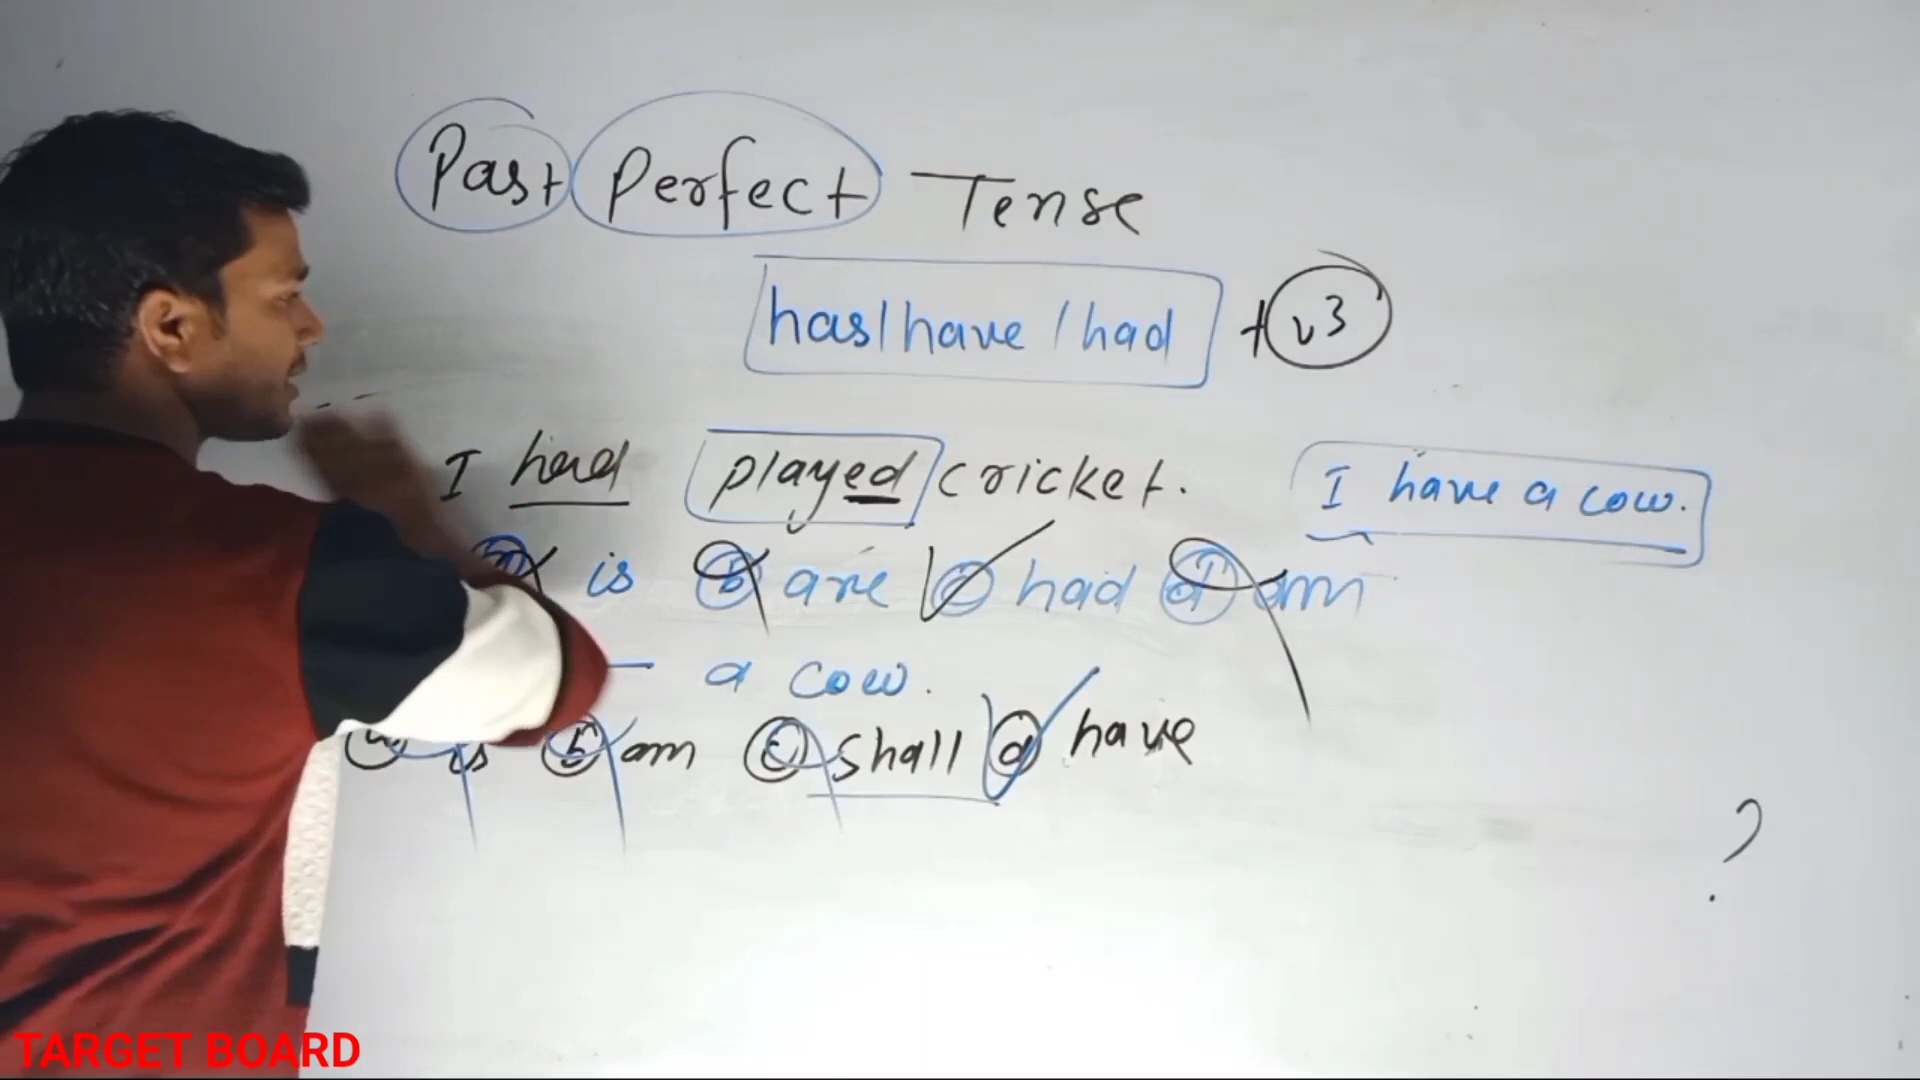 Past Perfect Tense
has/have/had + v3
I had played cricket.
I have a cow.
is (b) are (c) had (d) am
— a cow.
(a) is (b) am (c) shall (d) have
?
TARGET BOARD